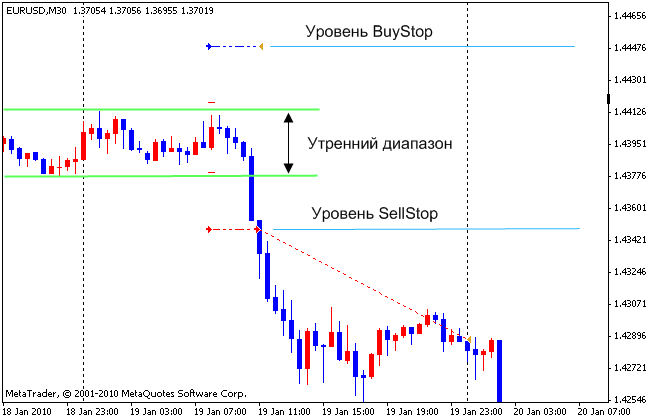 EURUSD,M30 1.37054 1.37056 1.36955 1.37019
1.44656
Уровень BuyStop
1.44476
1.44301
1.44126
Утренний диапазон
1.43951
1.43776
Уровень SellStop
1.43601
1.43421
1.43246
1.43071
1.42896
1.42721
MetaTrader, © 2001-2010 MetaQuotes Software Corp.
1.42546
18 Jan 2010 18 Jan 23:00 19 Jan 03:00 19 Jan 07:00 19 Jan 11:00 19 Jan 15:00 19 Jan 19:00 19 Jan 23:00 20 Jan 03:00 20 Jan 07:00